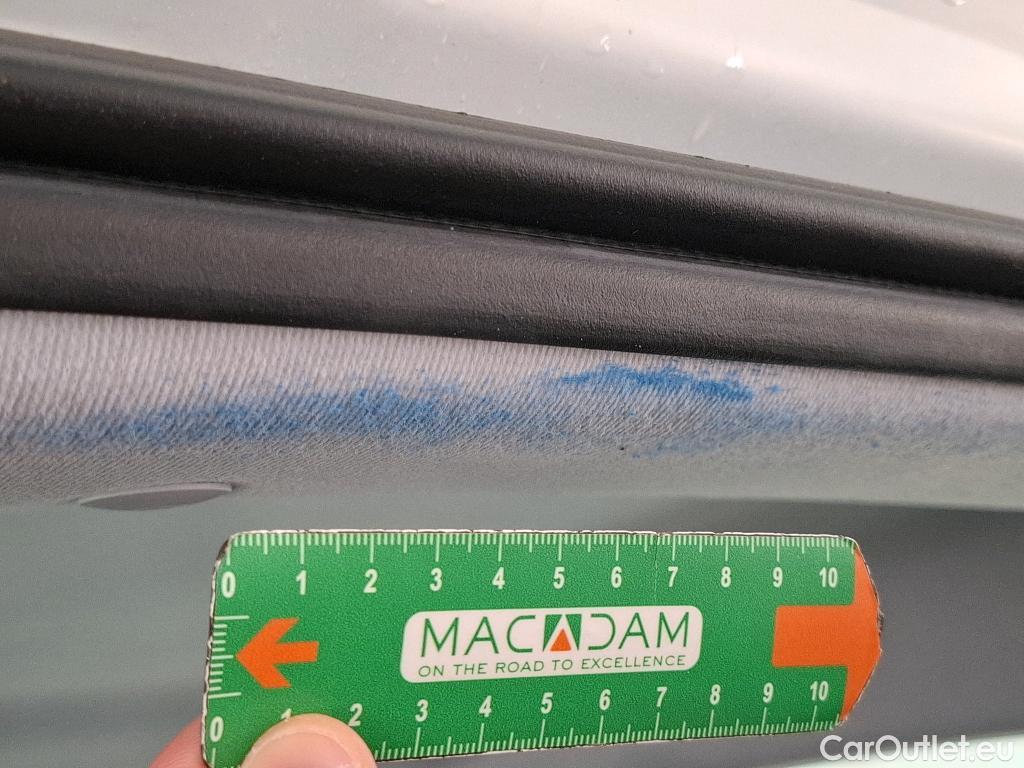 0 1 2 3 4 5 6 7 8 9 10
MACADAM
ON THE ROAD TO EXCELLENCE
0 1 2 3 4 5 6 7 8 9 10
CarOutlet.eu